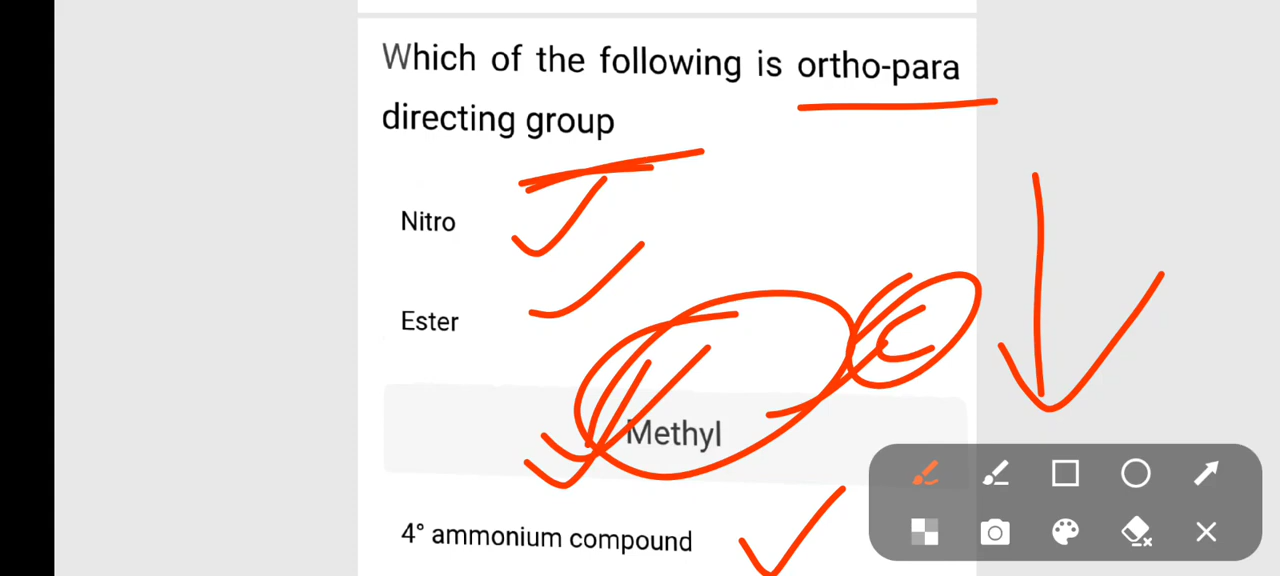 Which of the following is ortho-para
directing group
Nitro
Ester
Methyl
4° ammonium compound